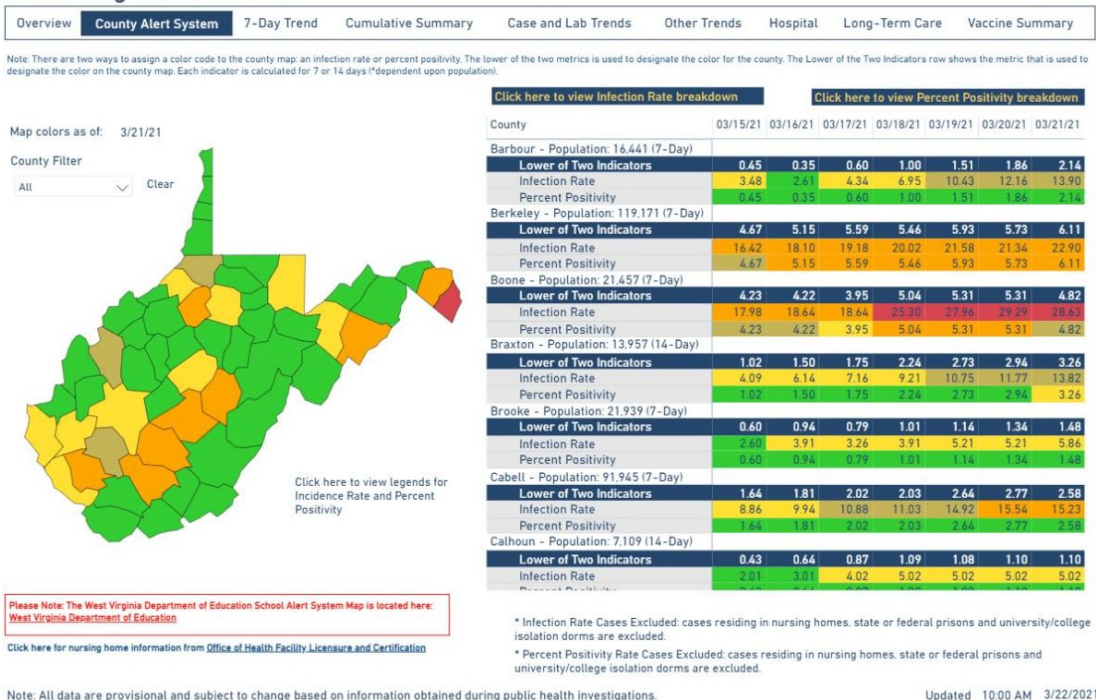 Overview County Alert System 7-Day Trend Cumulative Summary Case and Lab Trends Other Trends Hospital Long-Term Care Vaccine Summary
Note: There are two ways to assign a color code to the county map: an infection rate or percent positivity. The lower of the two metrics is used to designate the color for the county. The Lower of the Two Indicators row shows the metric that is used to
designate the color on the county map. Each indicator is calculated for 7 or 14 days (*dependent upon population).
Map colors as of: 3/21/21
County Filter
All Clear
Click here to view legends for
Incidence Rate and Percent
Positivity
Click here to view Infection Rate breakdown Click here to view Percent Positivity breakdown
County 03/15/21 03/16/21 03/17/21 03/18/21 03/19/21 03/20/21 03/21/21
Barbour - Population: 16,441 (7-Day)
Lower of Two Indicators 0.45 0.35 0.60 1.00 1.51 1.86 2.14
Infection Rate 3.48 2.61 4.34 6.95 10.43 12.16 13.90
Percent Positivity 0.45 0.35 0.60 1.00 1.51 1.86 2.14
Berkeley - Population: 119,171 (7-Day)
Lower of Two Indicators 4.67 5.15 5.59 5.46 5.93 5.73 6.11
Infection Rate 16.42 18.10 19.18 20.02 21.58 21.34 22.90
Percent Positivity 4.67 5.15 5.59 5.46 5.93 5.73 6.11
Boone - Population: 21,457 (7-Day)
Lower of Two Indicators 4.23 4.22 3.95 5.04 5.31 5.31 4.82
Infection Rate 17.98 18.64 18.64 25.30 27.96 29.29 28.63
Percent Positivity 4.23 4.22 3.95 5.04 5.31 5.31 4.82
Braxton - Population: 13,957 (14-Day)
Lower of Two Indicators 1.02 1.50 1.75 2.24 2.73 2.94 3.26
Infection Rate 4.09 6.14 7.16 9.21 10.75 11.77 13.82
Percent Positivity 1.02 1.50 1.75 2.24 2.73 2.94 3.26
Brooke - Population: 21,939 (7-Day)
Lower of Two Indicators 0.60 0.94 0.79 1.01 1.14 1.34 1.48
Infection Rate 2.60 3.91 3.26 3.91 5.21 5.21 5.86
Percent Positivity 0.60 0.94 0.79 1.01 1.14 1.34 1.48
Cabell - Population: 91,945 (7-Day)
Lower of Two Indicators 1.64 1.81 2.02 2.03 2.64 2.77 2.58
Infection Rate 8.86 9.94 10.88 11.03 14.92 15.54 15.23
Percent Positivity 1.64 1.81 2.02 2.03 2.64 2.77 2.58
Calhoun - Population: 7,109 (14-Day)
Lower of Two Indicators 0.43 0.64 0.87 1.09 1.08 1.10 1.10
Infection Rate 2.01 3.01 4.02 5.02 5.02 5.02 5.02
Please Note: The West Virginia Department of Education School Alert System Map is located here:
West Virginia Department of Education
Click here for nursing home information from Office of Health Facility Licensure and Certification
* Infection Rate Cases Excluded: cases residing in nursing homes, state or federal prisons and university/college
isolation dorms are excluded.
* Percent Positivity Rate Cases Excluded: cases residing in nursing homes, state or federal prisons and
university/college isolation dorms are excluded.
Note: All data are provisional and subject to change based on information obtained during public health investigations.
Updated 10:00 AM 3/22/2021